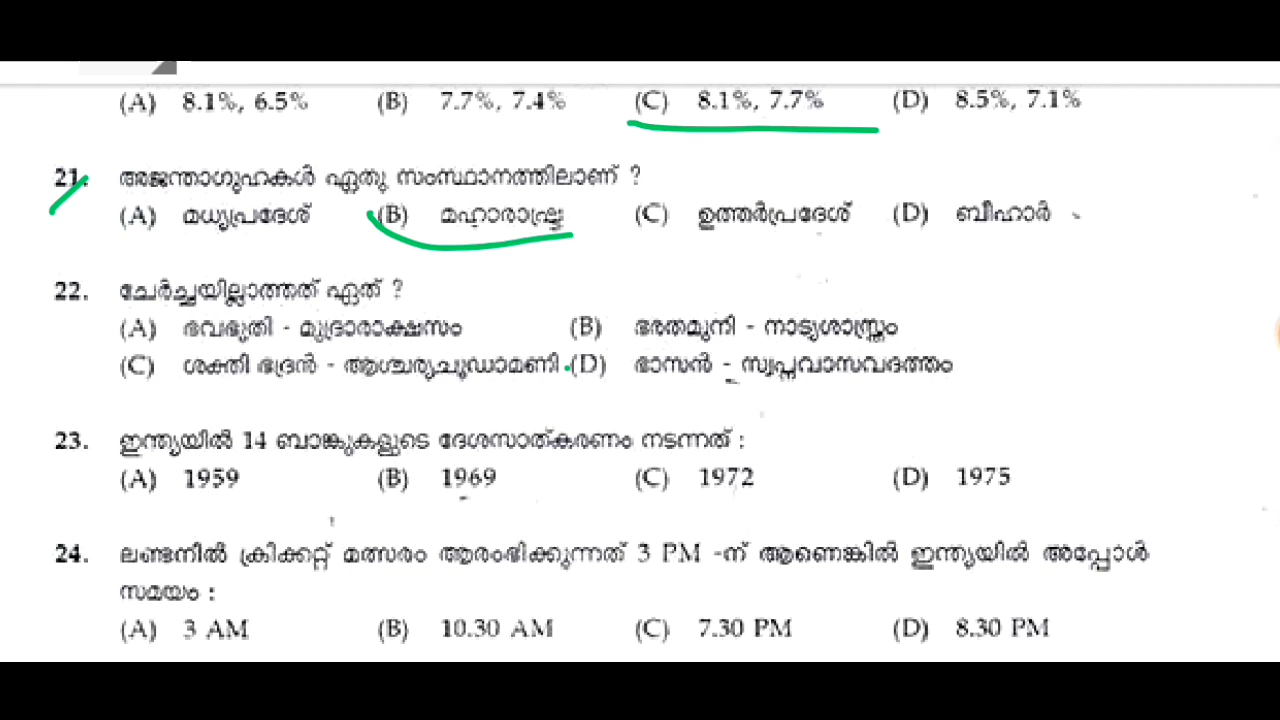 (A) 8.1%, 6.5% (B) 7.7%, 7.4% (C) 8.1%, 7.7% (D) 8.5%, 7.1%
21. അജന്താഗുഹകൾ ഏതു സംസ്ഥാനത്തിലാണ് ?
(A) മധ്യപ്രദേശ് (B) മഹാരാഷ്ട്ര (C) ഉത്തർപ്രദേശ് (D) ബീഹാർ
22. ചേർച്ചയില്ലാത്തത് ഏത് ?
(A) ഭവഭൂതി - മുദ്രാരാക്ഷസം (B) ഭരതമുനി - നാട്യശാസ്ത്രം
(C) ശക്തി ഭദ്രൻ - ആശ്ചര്യചൂഡാമണി (D) ഭാസൻ - സ്വപ്നവാസവദത്തം
23. ഇന്ത്യയിൽ 14 ബാങ്കുകളുടെ ദേശസാത്കരണം നടന്നത് :
(A) 1959 (B) 1969 (C) 1972 (D) 1975
24. ലണ്ടനിൽ ക്രിക്കറ്റ് മത്സരം ആരംഭിക്കുന്നത് 3 PM -ന് ആണെങ്കിൽ ഇന്ത്യയിൽ അപ്പോൾ
സമയം :
(A) 3 AM (B) 10.30 AM (C) 7.30 PM (D) 8.30 PM